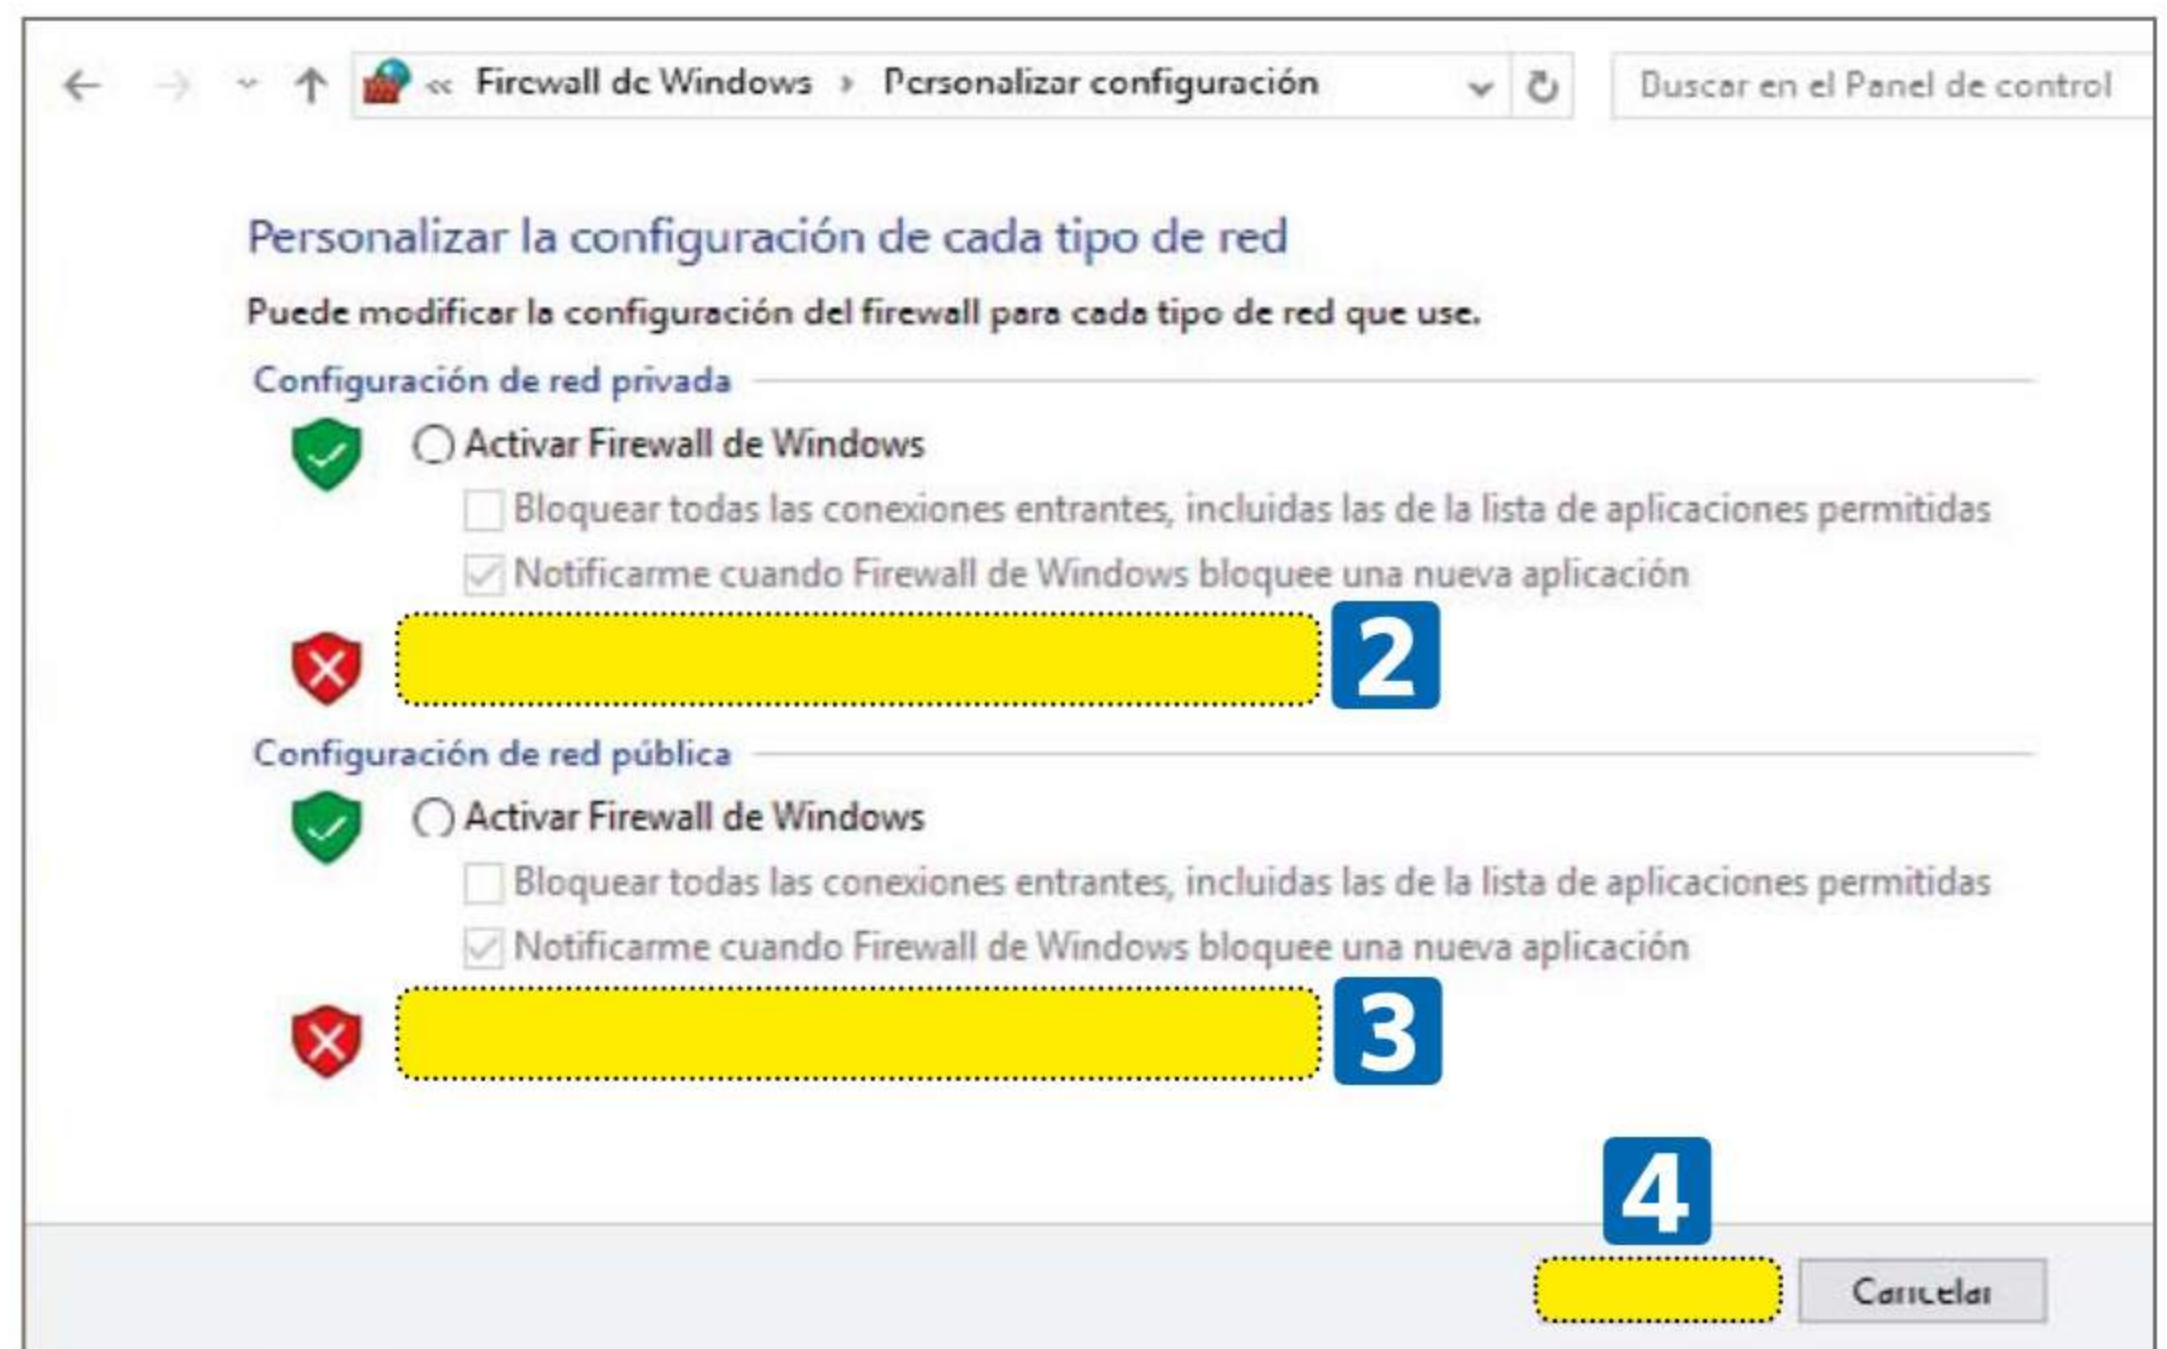 « Firewall de Windows › Personalizar configuración
Buscar en el Panel de control
Personalizar la configuración de cada tipo de red
Puede modificar la configuración del firewall para cada tipo de red que use.
Configuración de red privada
Activar Firewall de Windows
Bloquear todas las conexiones entrantes, incluidas las de la lista de aplicaciones permitidas
Notificarme cuando Firewall de Windows bloquee una nueva aplicación
2
Configuración de red pública
Activar Firewall de Windows
Bloquear todas las conexiones entrantes, incluidas las de la lista de aplicaciones permitidas
Notificarme cuando Firewall de Windows bloquee una nueva aplicación
3
4
Cancelar